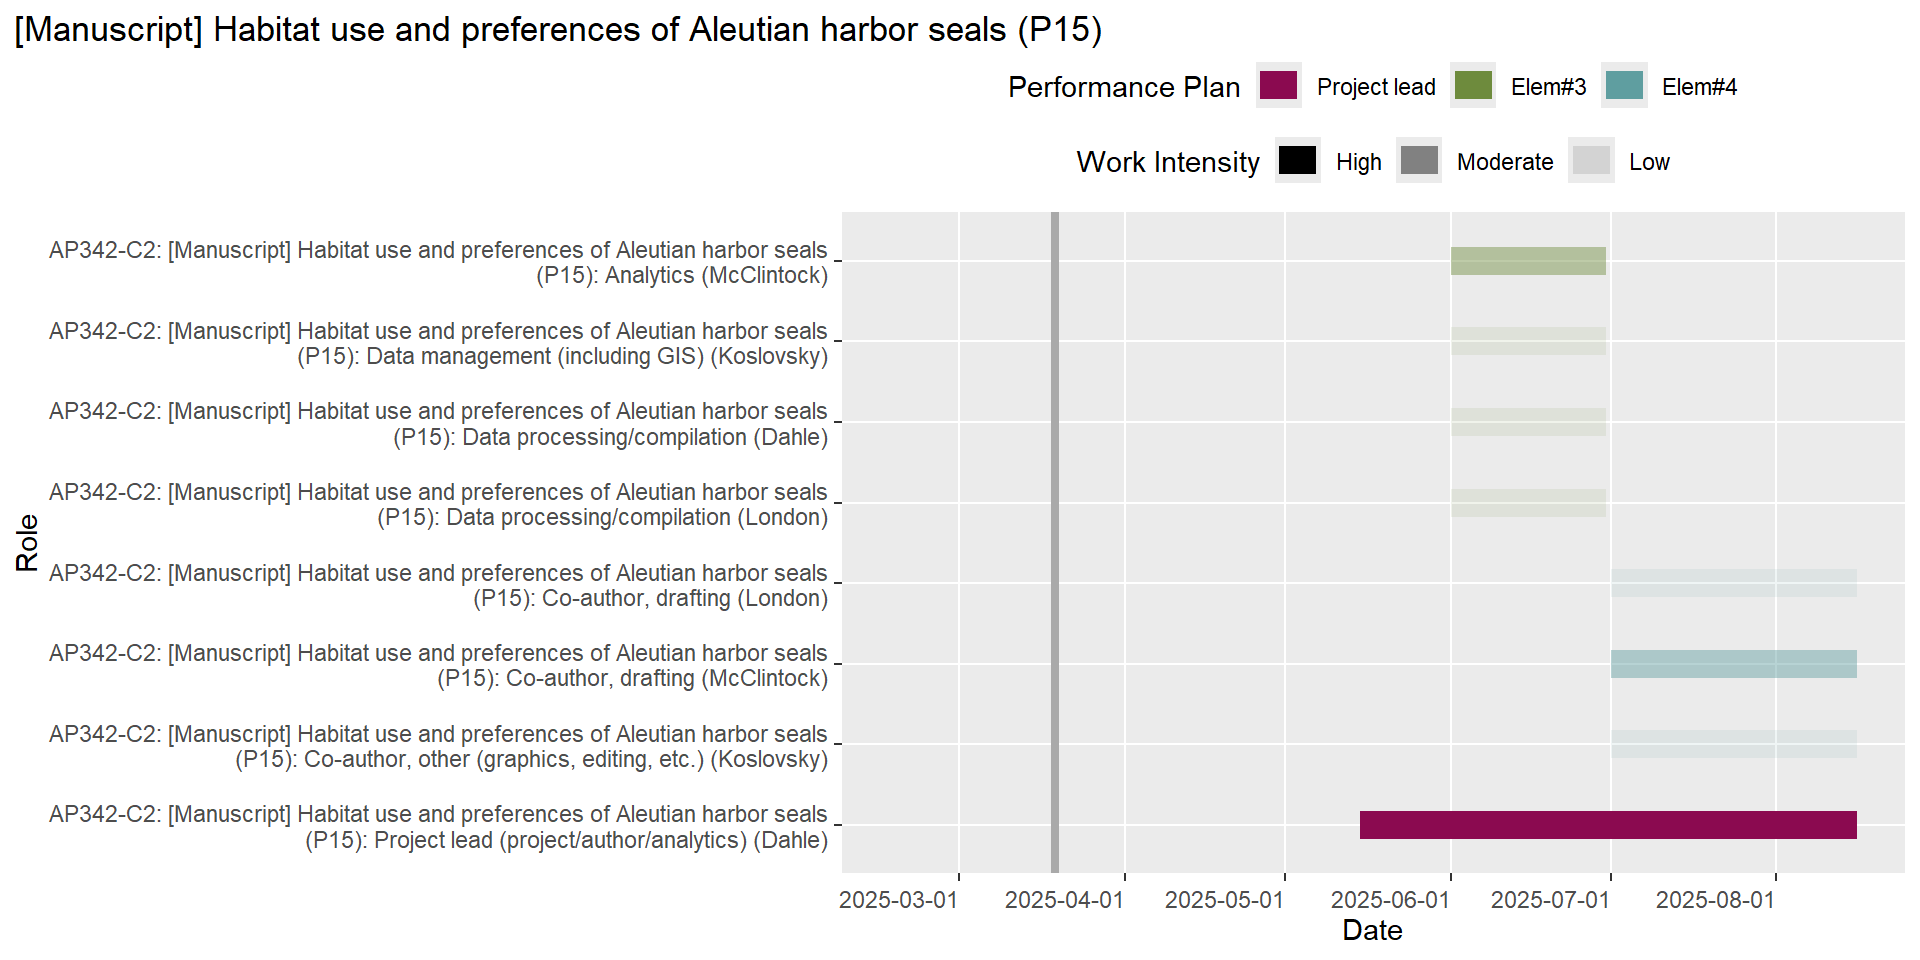 [Manuscript] Habitat use and preferences of Aleutian harbor seals (P15)
Performance Plan Project lead Elem#3 Elem#4
Work Intensity High Moderate Low
AP342-C2: [Manuscript] Habitat use and preferences of Aleutian harbor seals
(P15): Analytics (McClintock)
AP342-C2: [Manuscript] Habitat use and preferences of Aleutian harbor seals
(P15): Data management (including GIS) (Koslovsky)
AP342-C2: [Manuscript] Habitat use and preferences of Aleutian harbor seals
(P15): Data processing/compilation (Dahle)
AP342-C2: [Manuscript] Habitat use and preferences of Aleutian harbor seals
(P15): Data processing/compilation (London)
AP342-C2: [Manuscript] Habitat use and preferences of Aleutian harbor seals
(P15): Co-author, drafting (London)
AP342-C2: [Manuscript] Habitat use and preferences of Aleutian harbor seals
(P15): Co-author, drafting (McClintock)
AP342-C2: [Manuscript] Habitat use and preferences of Aleutian harbor seals
(P15): Co-author, other (graphics, editing, etc.) (Koslovsky)
AP342-C2: [Manuscript] Habitat use and preferences of Aleutian harbor seals
(P15): Project lead (project/author/analytics) (Dahle)
Role
2025-03-01 2025-04-01 2025-05-01 2025-06-01 2025-07-01 2025-08-01
Date